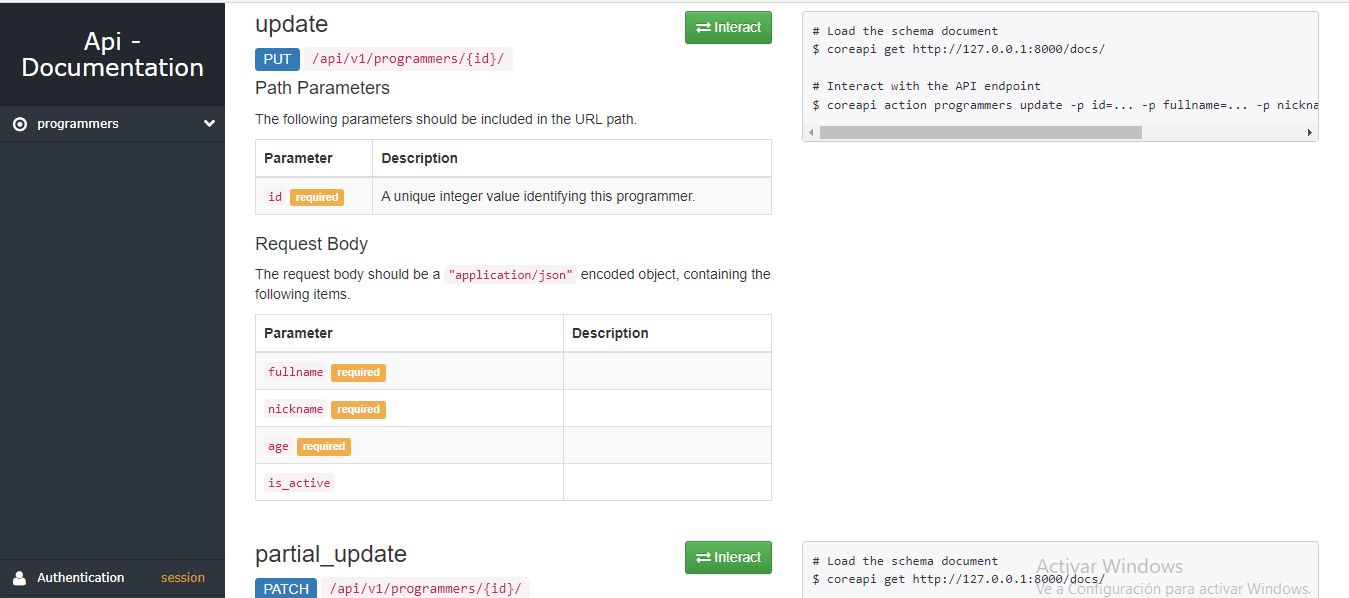 Api -
Documentation
programmers
Authentication session
update
Interact
PUT /api/v1/programmers/{id}/
Path Parameters
The following parameters should be included in the URL path.
Parameter Description
id required A unique integer value identifying this programmer.
Request Body
The request body should be a "application/json" encoded object, containing the
following items.
Parameter Description
fullname required
nickname required
age required
is_active
# Load the schema document
$ coreapi get http://127.0.0.1:8000/docs/
# Interact with the API endpoint
$ coreapi action programmers update -p id=... -p fullname=... -p nickna
partial_update
Interact
PATCH /api/v1/programmers/{id}/
# Load the schema document
$ coreapi get http://127.0.0.1:8000/docs/
Activar Windows
Ve a Configuración para activar Windows.